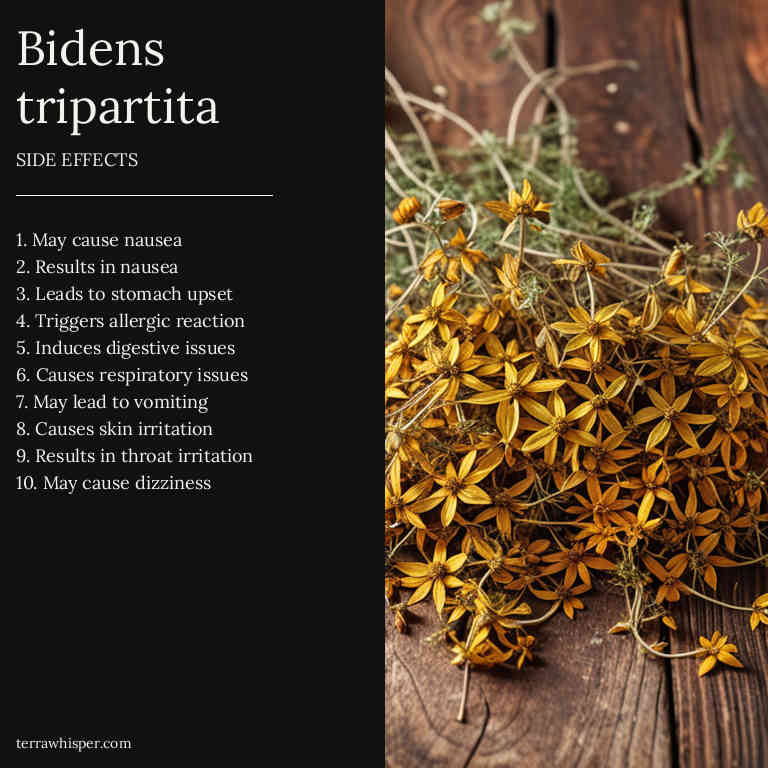 Bidens
tripartita
SIDE EFFECTS
1. May cause nausea
2. Results in nausea
3. Leads to stomach upset
4. Triggers allergic reaction
5. Induces digestive issues
6. Causes respiratory issues
7. May lead to vomiting
8. Causes skin irritation
9. Results in throat irritation
10. May cause dizziness
terrawhisper.com